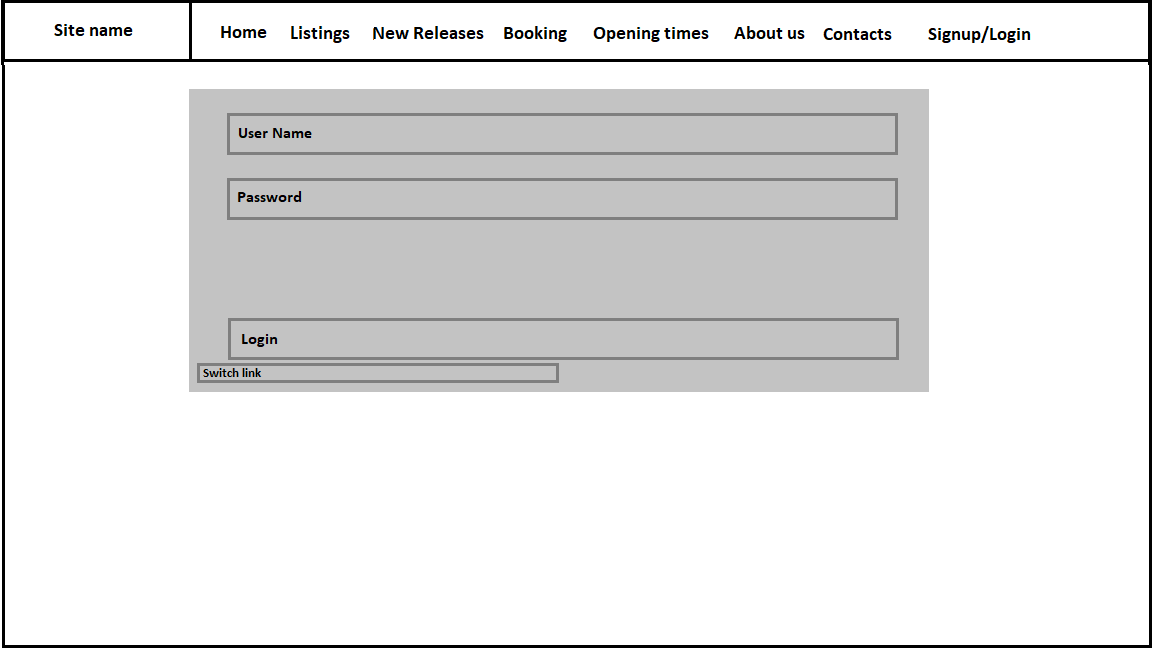 Site name Home Listings New Releases Booking Opening times About us Contacts Signup/Login
User Name
Password
Login
Switch link